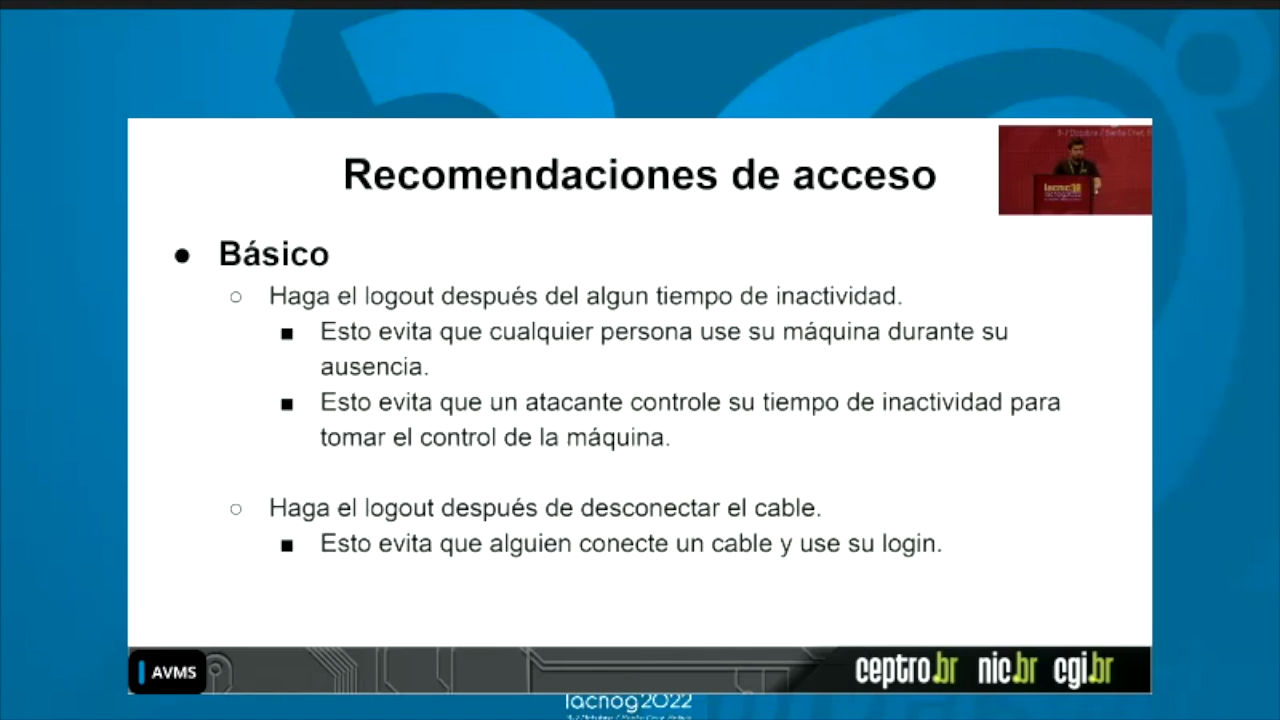 Recomendaciones de acceso
● Básico
○ Haga el logout después del algun tiempo de inactividad.
■ Esto evita que cualquier persona use su máquina durante su
ausencia.
■ Esto evita que un atacante controle su tiempo de inactividad para
tomar el control de la máquina.
○ Haga el logout después de desconectar el cable.
■ Esto evita que alguien conecte un cable y use su login.
AVMS
ceptro.br nic.br cgi.br
lacnog2022